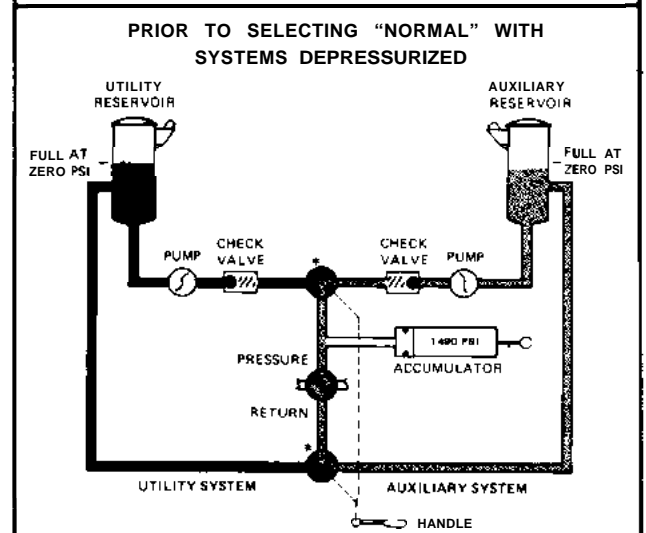 PRIOR TO SELECTING “NORMAL” WITH
SYSTEMS DEPRESSURIZED
UTILITY
RESERVOIR
AUXILIARY
RESERVOIR
FULL AT
ZERO PSI
FULL AT
ZERO PSI
PUMP
CHECK
VALVE
*
CHECK
VALVE
PUMP
1490 PSI
ACCUMULATOR
PRESSURE
RETURN
*
UTILITY SYSTEM
AUXILIARY SYSTEM
HANDLE